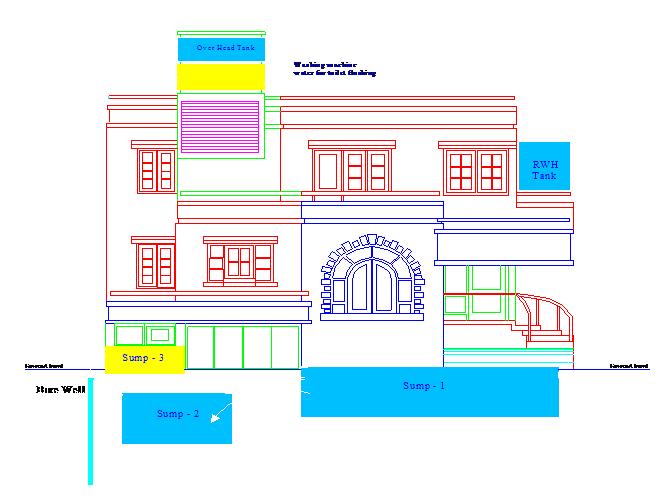 Over Head Tank
Washing machine
water for toilet flushing
RWH
Tank
Sump - 3
Ground level
Ground level
Bore Well
Sump - 1
Sump - 2